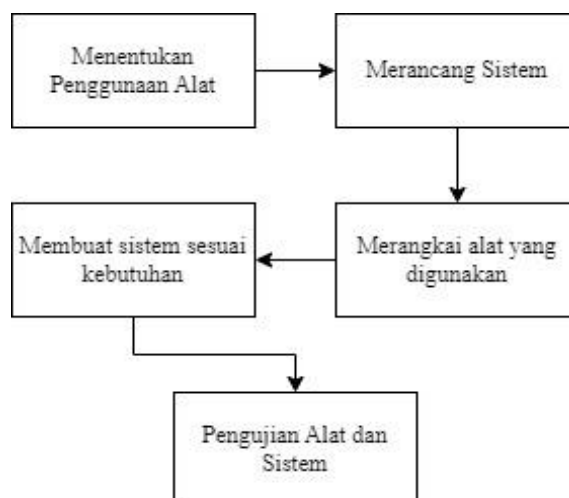 Menentukan
Penggunaan Alat
Merancang Sistem
Merangkai alat yang
digunakan
Membuat sistem sesuai
kebutuhan
Pengujian Alat dan
Sistem